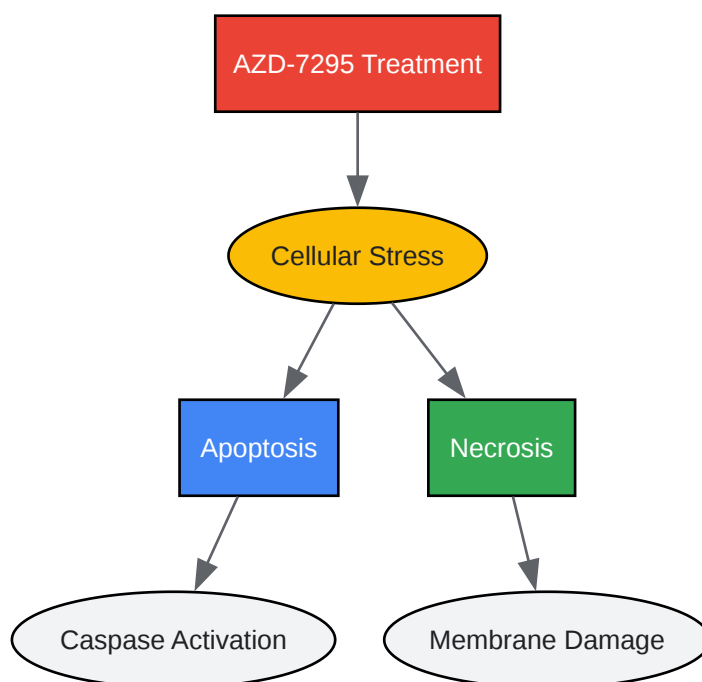 AZD-7295 Treatment
Cellular Stress
Apoptosis
Necrosis
Caspase Activation
Membrane Damage